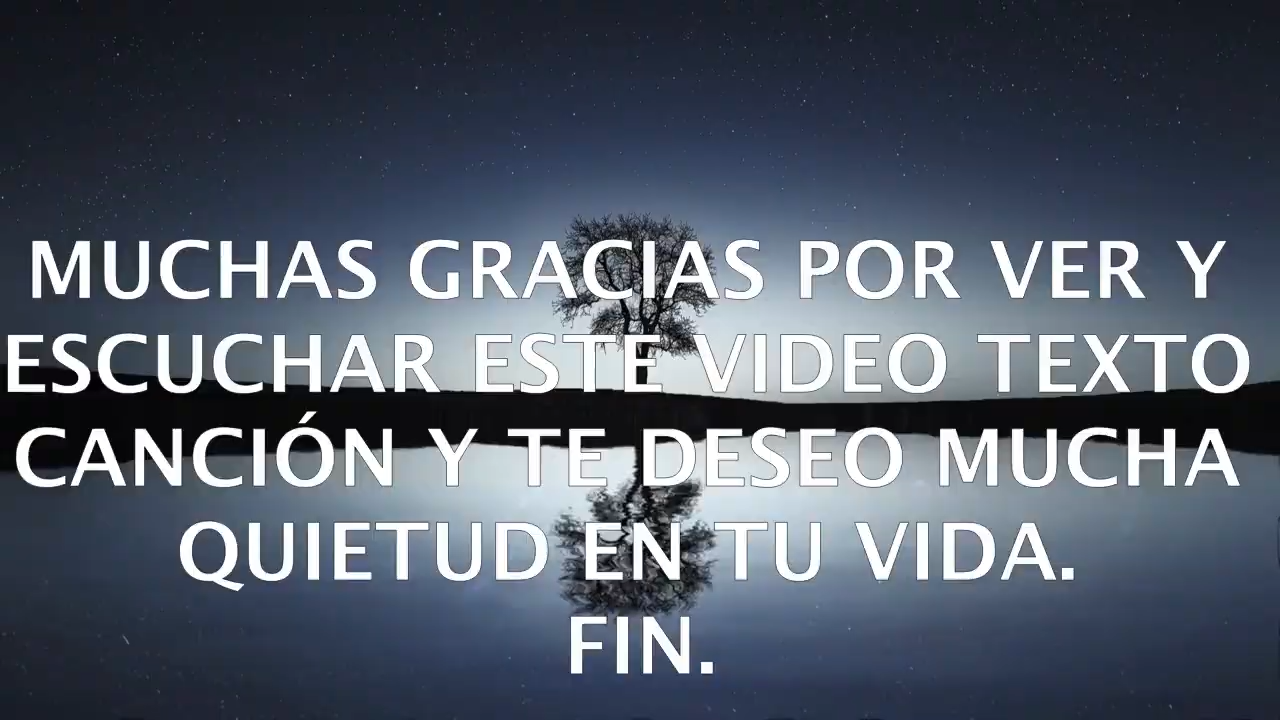 MUCHAS GRACIAS POR VER Y
ESCUCHAR ESTE VIDEO TEXTO
CANCIÓN Y TE DESEO MUCHA
QUIETUD EN TU VIDA.
FIN.